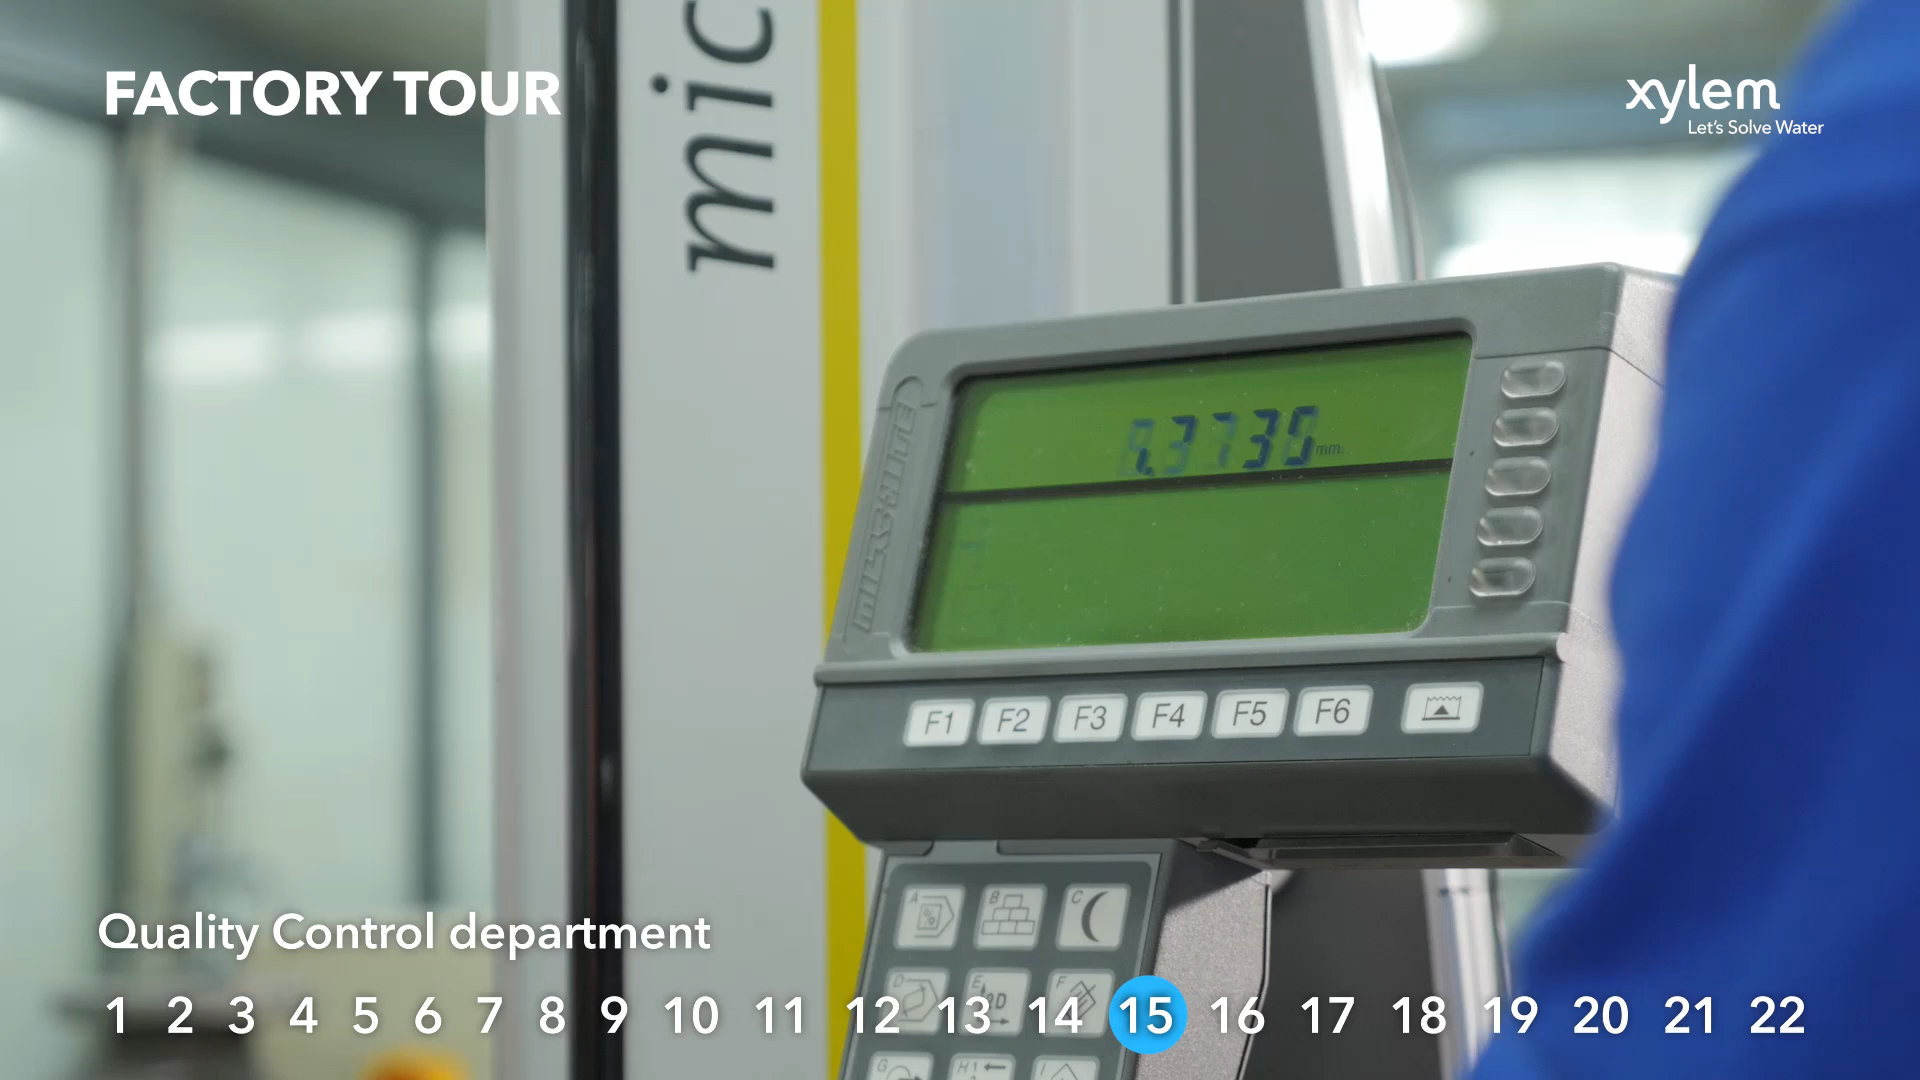 FACTORY TOUR
xylem
Let's Solve Water
mic
mm
F1 F2 F3 F4 F5 F6
A B C
D E 2D F
G H1 I
Quality Control department
1 2 3 4 5 6 7 8 9 10 11 12 13 14 15 16 17 18 19 20 21 22